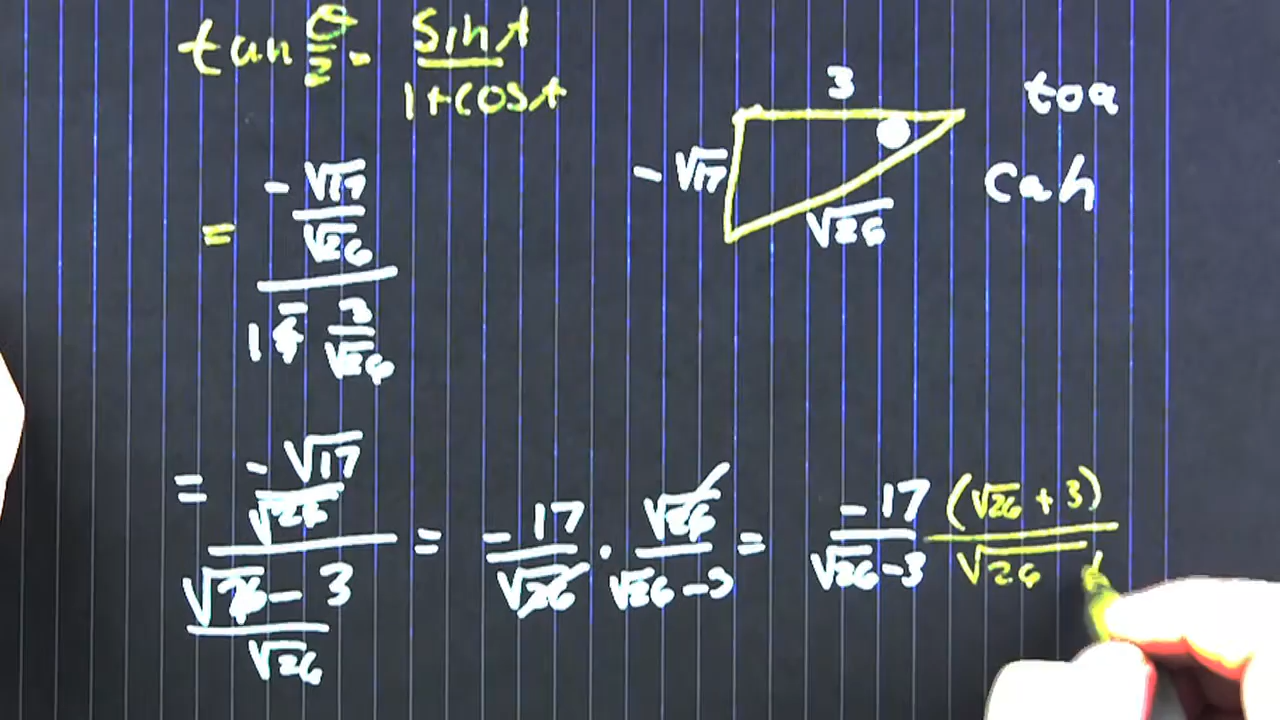 tan θ/2 = sin t / 1+cos t
3
toa
-√17
cah
√26
= (-√17/√26) / (1 - 3/√26)
= (-√17/√26) / ((√26 - 3)/√26) = -17/√26 · √26/(√26-3) = -17/(√26-3) (√26+3)/√26